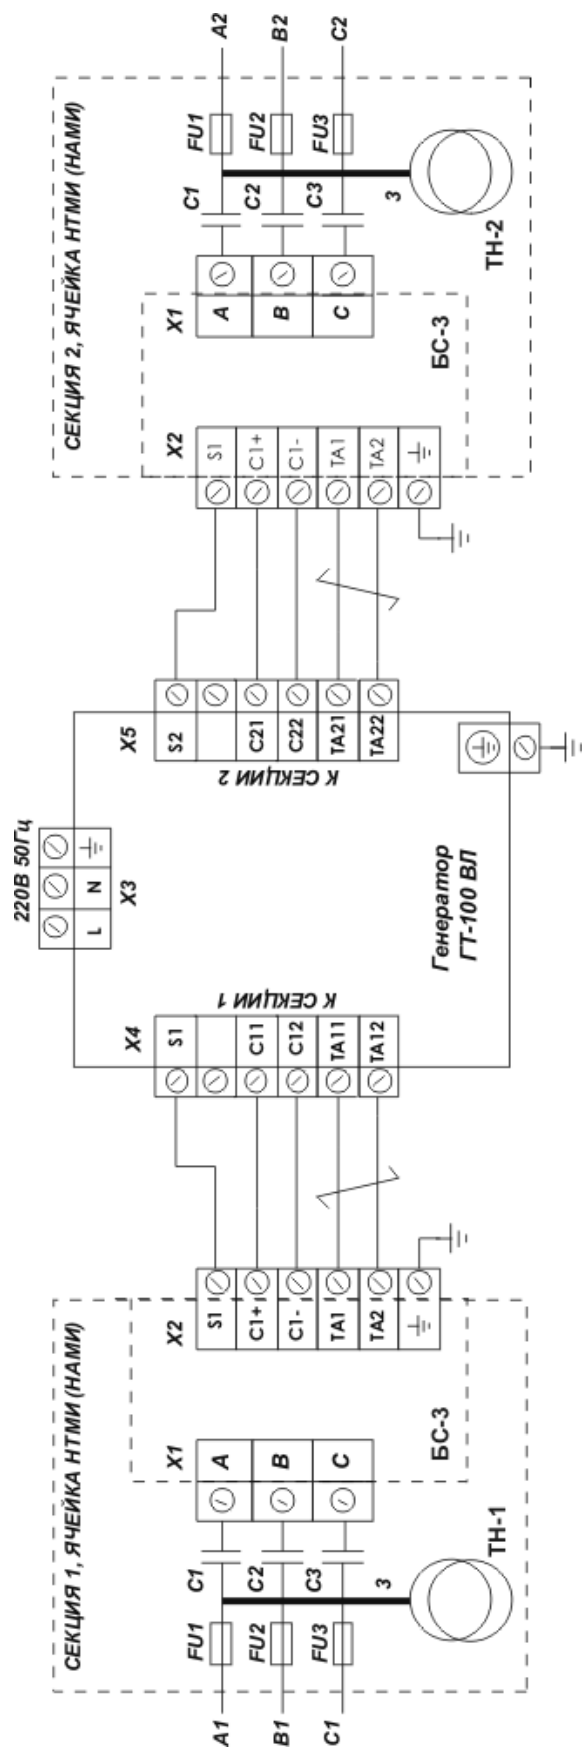 СЕКЦИЯ 1, ЯЧЕЙКА НТМИ (НАМИ)
A1
B1
C1
FU1
FU2
FU3
C1
C2
C3
3
ТН-1
X1
A
B
C
БС-3
X2
S1
C1+
C1-
TA1
TA2
X4
S1
C11
C12
TA11
TA12
К СЕКЦИИ 1
220В 50Гц
L
N
X3
Генератор
ГТ-100 ВЛ
К СЕКЦИИ 2
X5
S2
C21
C22
TA21
TA22
СЕКЦИЯ 2, ЯЧЕЙКА НТМИ (НАМИ)
X2
S1
C1+
C1-
TA1
TA2
БС-3
X1
A
B
C
C1
C2
C3
3
ТН-2
FU1
FU2
FU3
A2
B2
C2